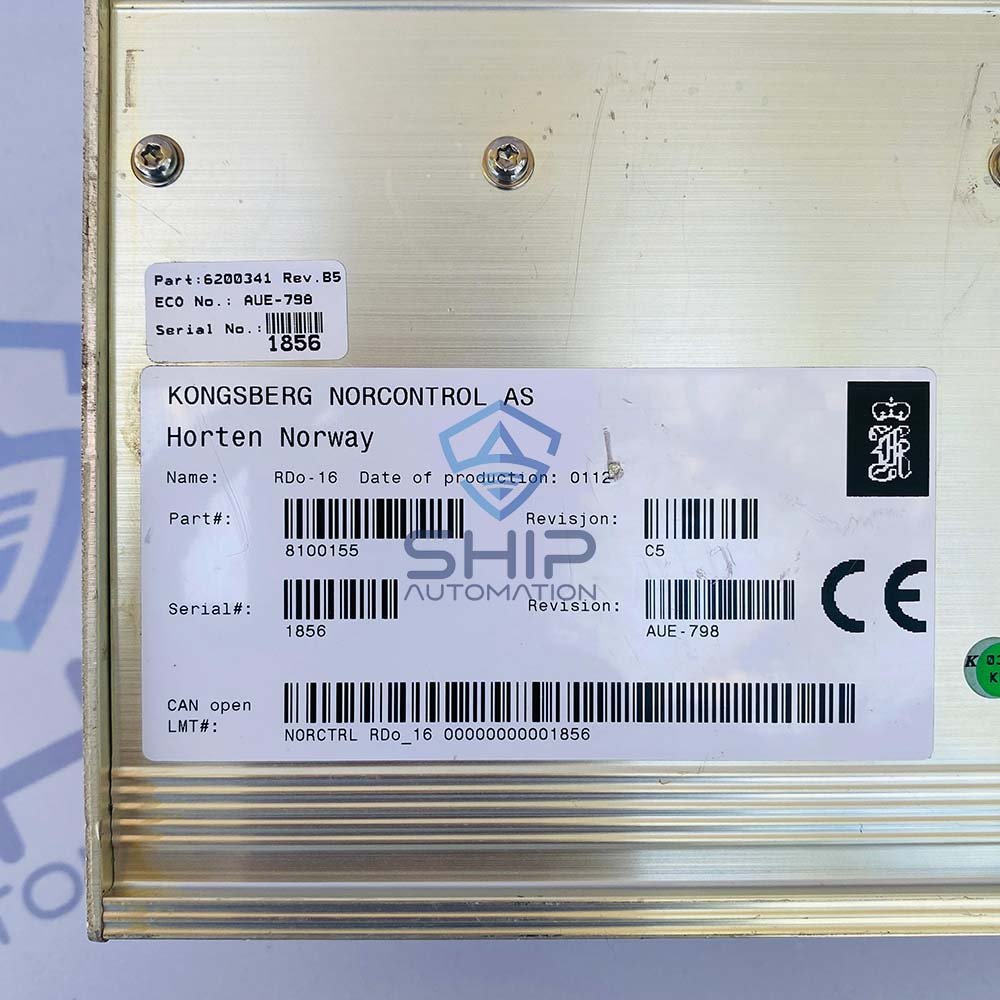 Part:6200341 Rev.B5
ECO No.: AUE-798
Serial No.:
1856
KONGSBERG NORCONTROL AS
Horten Norway
Name: RDo-16 Date of production: 0112
Part#: 8100155 Revisjon: C5
SHIP
AUTOMATION
Serial#: 1856 Revision: AUE-798
CE
K
CAN open
LMT#: NORCTRL RDo_16 00000000001856